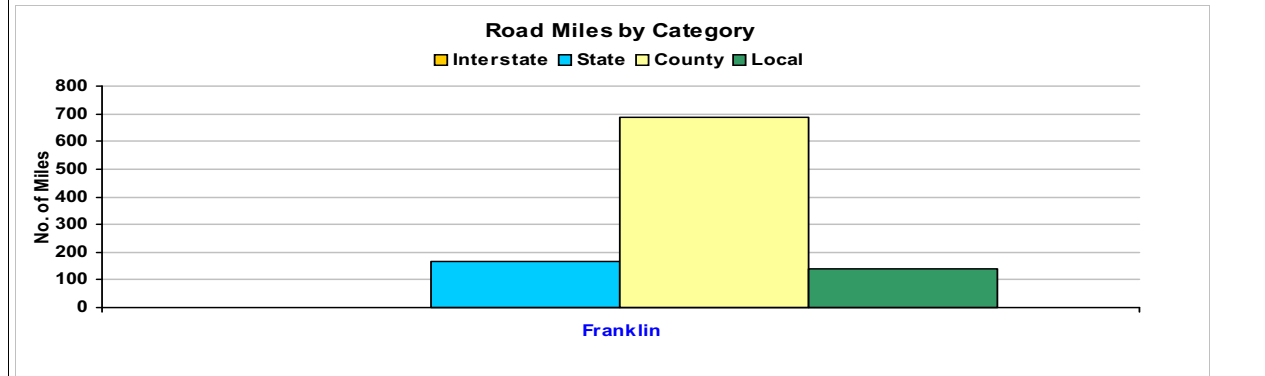 Road Miles by Category
Interstate State County Local
800
700
600
500
400
300
200
100
0
No. of Miles
Franklin